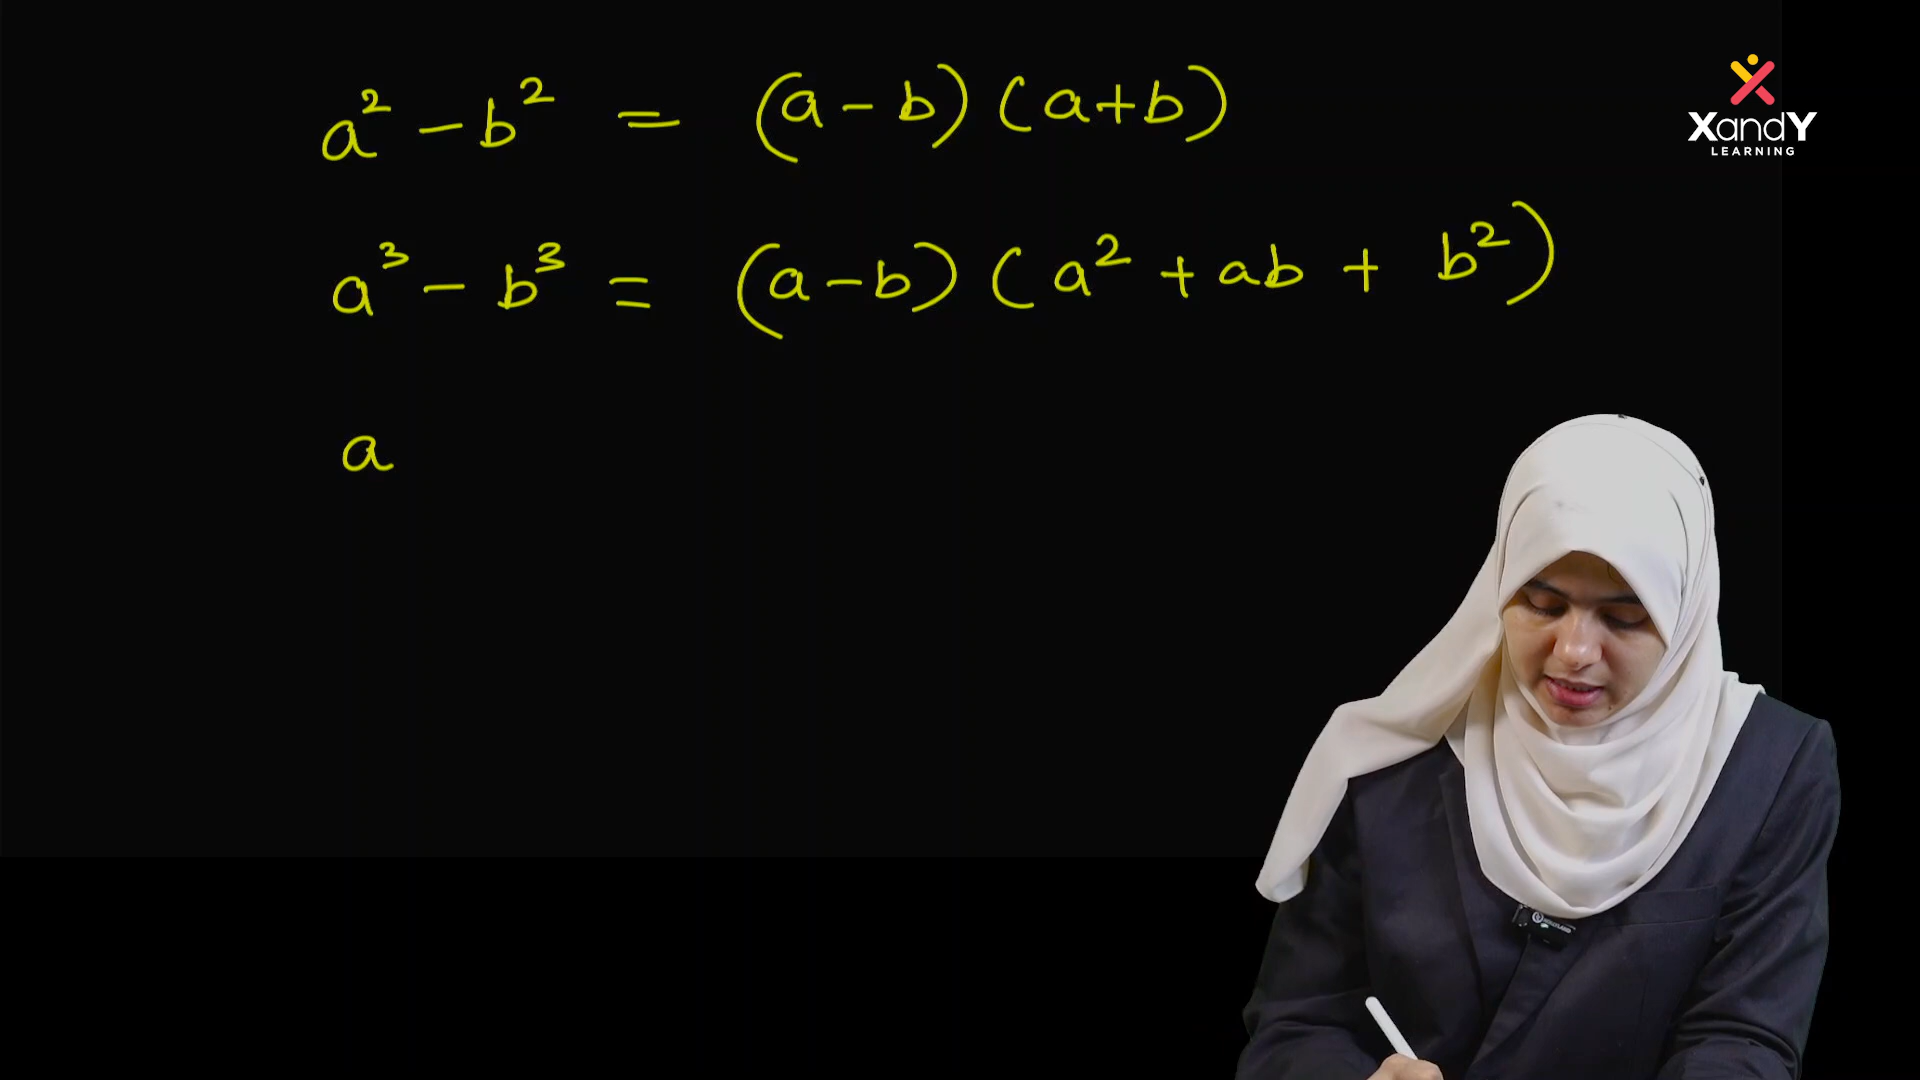 a² - b² = (a - b) (a + b)
XandY
LEARNING
a³ - b³ = (a - b) (a² + ab + b²)
a